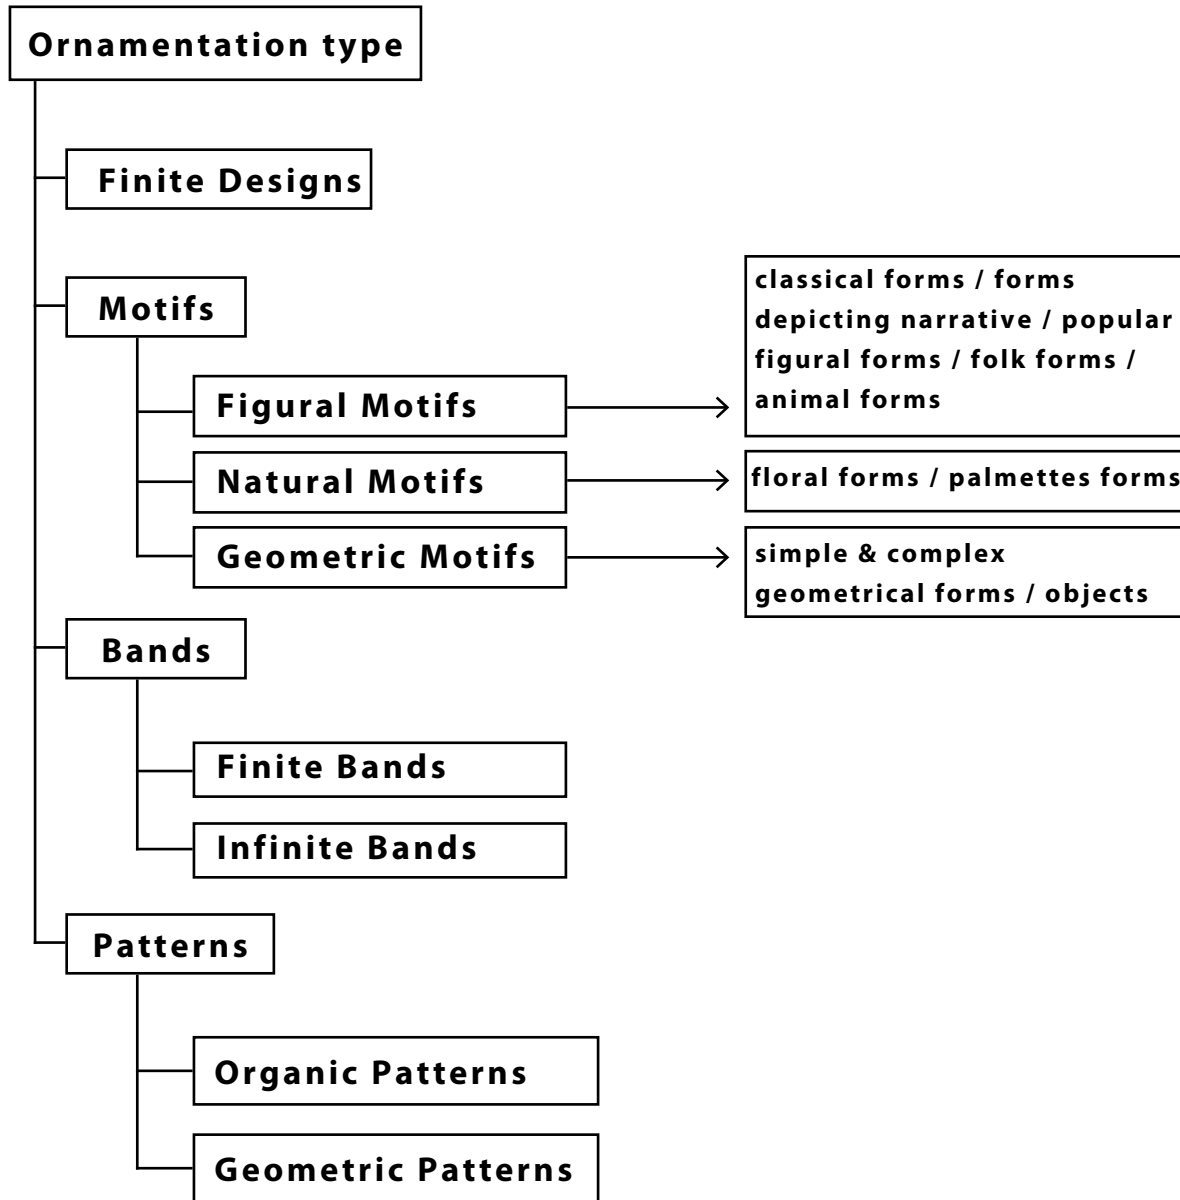 Ornamentation type
Finite Designs
Motifs
Figural Motifs
classical forms / forms
depicting narrative / popular
figural forms / folk forms /
animal forms
Natural Motifs
floral forms / palmettes forms
Geometric Motifs
simple & complex
geometrical forms / objects
Bands
Finite Bands
Infinite Bands
Patterns
Organic Patterns
Geometric Patterns